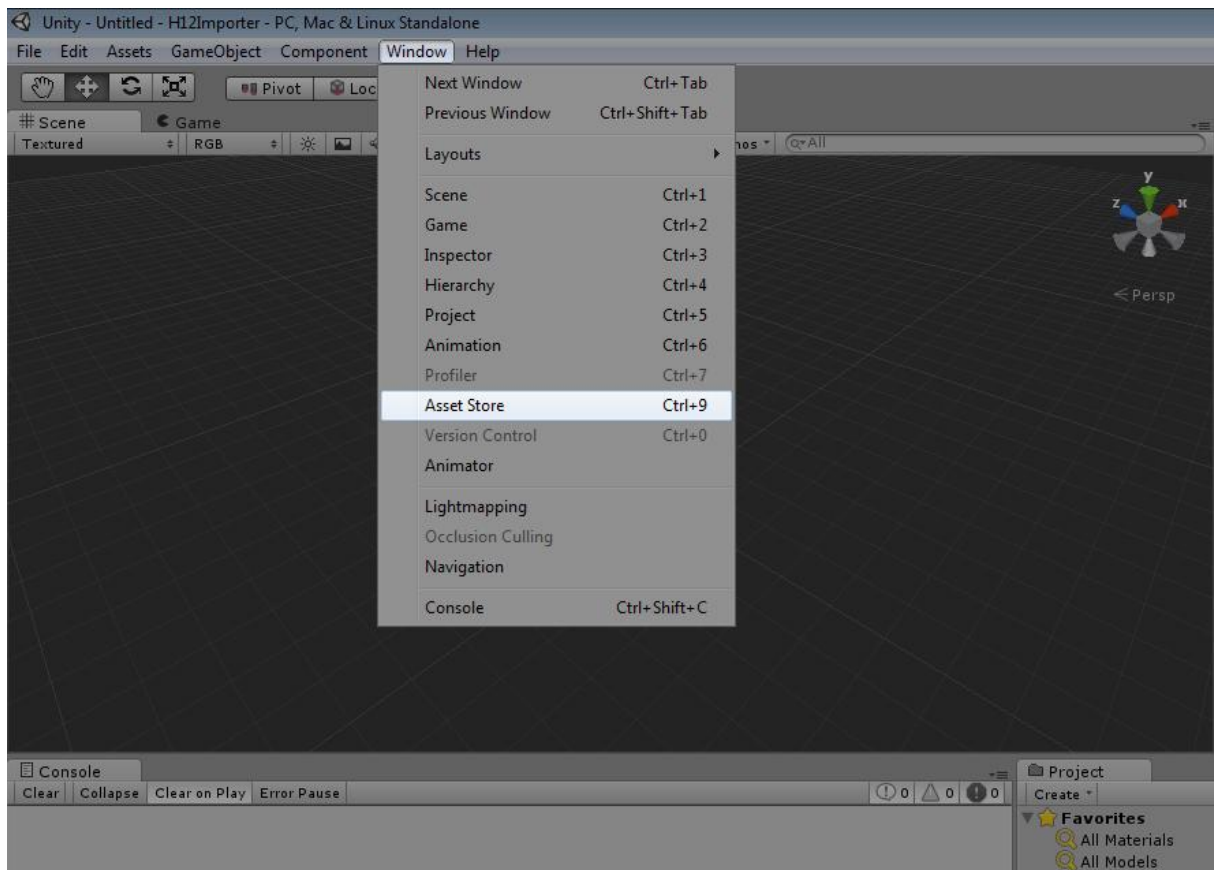 Unity - Untitled - H12Importer - PC, Mac & Linux Standalone
File Edit Assets GameObject Component Window Help
Pivot Loc
Next Window Ctrl+Tab
Previous Window Ctrl+Shift+Tab
Layouts
Scene Ctrl+1
Game Ctrl+2
Inspector Ctrl+3
Hierarchy Ctrl+4
Project Ctrl+5
Animation Ctrl+6
Profiler Ctrl+7
Asset Store Ctrl+9
Version Control Ctrl+0
Animator
Lightmapping
Occlusion Culling
Navigation
Console Ctrl+Shift+C
Scene Game
Textured RGB nos All
y
z x
Persp
Console
Clear Collapse Clear on Play Error Pause 0 0 0
Project
Create
Favorites
All Materials
All Models